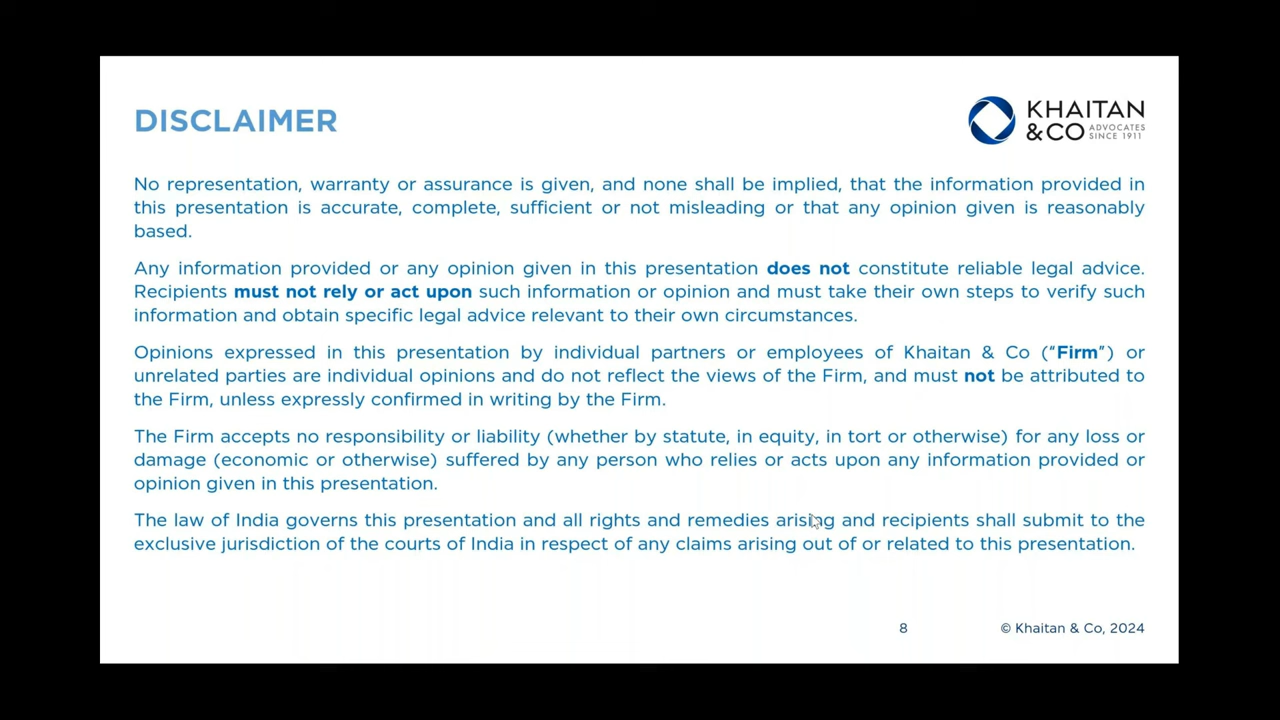 DISCLAIMER
KHAITAN
&CO ADVOCATES
SINCE 1911
No representation, warranty or assurance is given, and none shall be implied, that the information provided in
this presentation is accurate, complete, sufficient or not misleading or that any opinion given is reasonably
based.
Any information provided or any opinion given in this presentation does not constitute reliable legal advice.
Recipients must not rely or act upon such information or opinion and must take their own steps to verify such
information and obtain specific legal advice relevant to their own circumstances.
Opinions expressed in this presentation by individual partners or employees of Khaitan & Co (“Firm”) or
unrelated parties are individual opinions and do not reflect the views of the Firm, and must not be attributed to
the Firm, unless expressly confirmed in writing by the Firm.
The Firm accepts no responsibility or liability (whether by statute, in equity, in tort or otherwise) for any loss or
damage (economic or otherwise) suffered by any person who relies or acts upon any information provided or
opinion given in this presentation.
The law of India governs this presentation and all rights and remedies arising and recipients shall submit to the
exclusive jurisdiction of the courts of India in respect of any claims arising out of or related to this presentation.
8
© Khaitan & Co, 2024